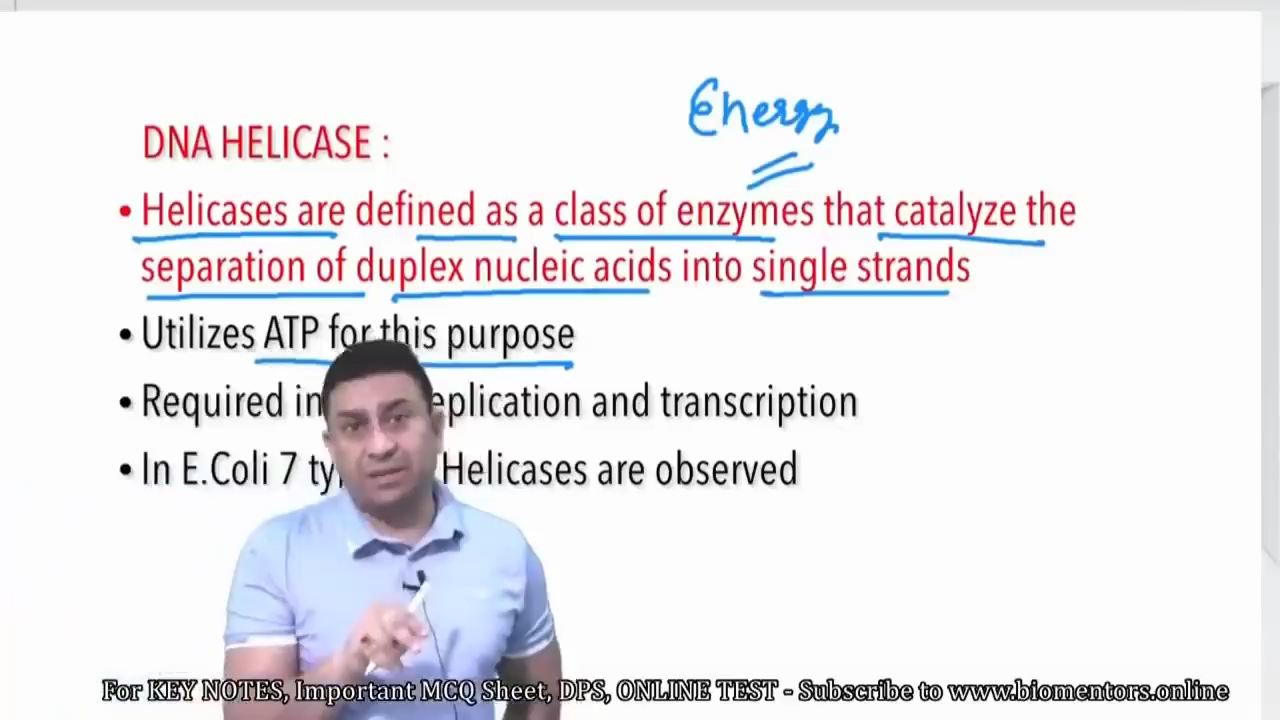 Energy
DNA HELICASE :
• Helicases are defined as a class of enzymes that catalyze the
separation of duplex nucleic acids into single strands
• Utilizes ATP for this purpose
• Required in eplication and transcription
• In E.Coli 7 ty Helicases are observed
For KEY NOTES, Important MCQ Sheet, DPS, ONLINE TEST - Subscribe to www.biomentors.online